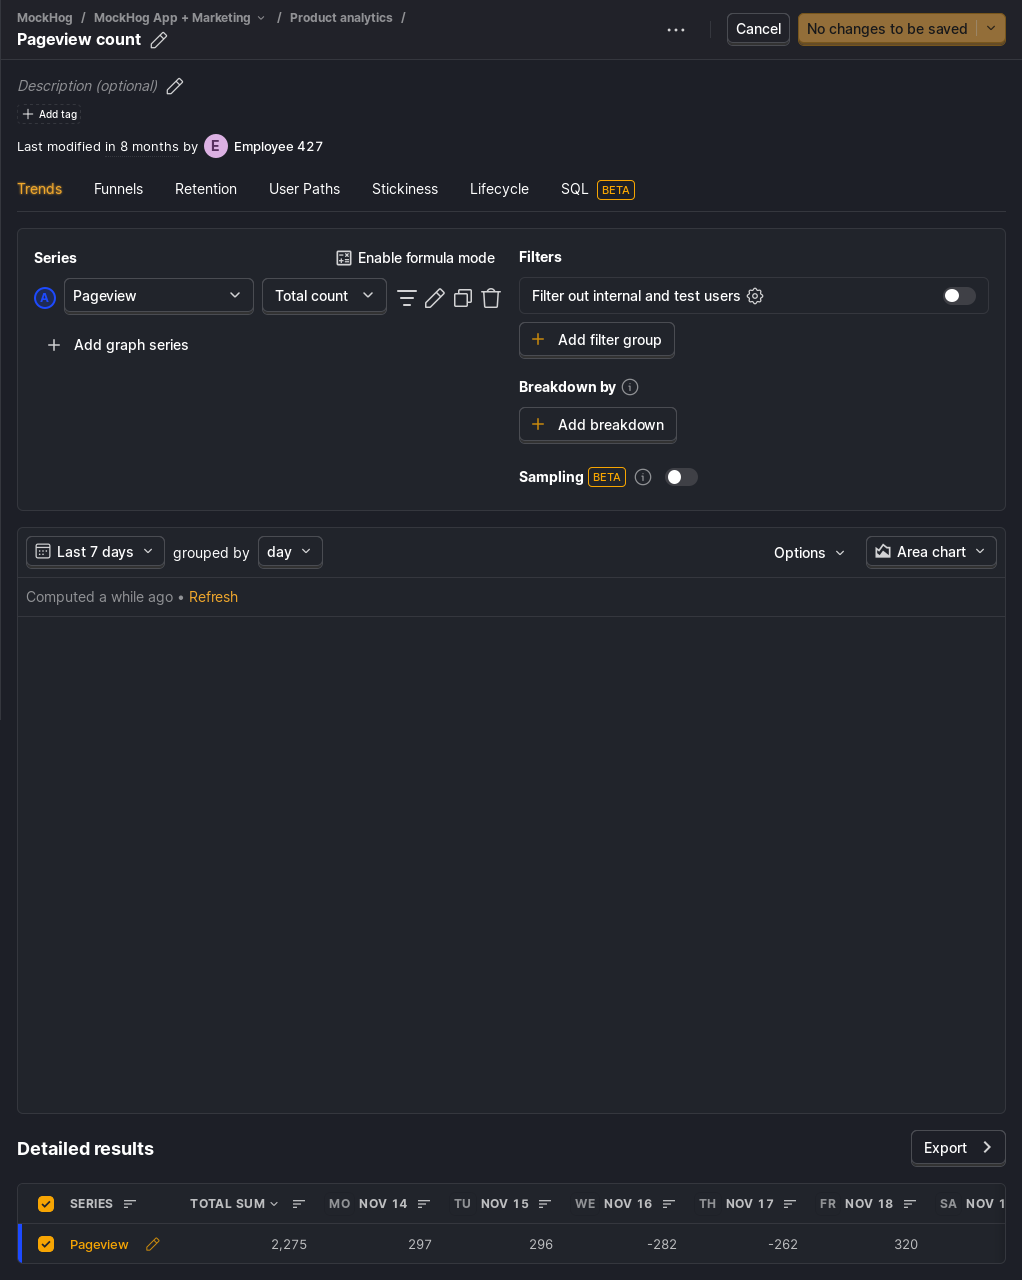 MockHog / MockHog App + Marketing / Product analytics /
Pageview count
Cancel
No changes to be saved
Description (optional)
Add tag
Last modified in 8 months by E Employee 427
Trends Funnels Retention User Paths Stickiness Lifecycle SQL BETA
Series
Enable formula mode
A Pageview Total count
Add graph series
Filters
Filter out internal and test users
Add filter group
Breakdown by
Add breakdown
Sampling BETA
Last 7 days grouped by day
Options Area chart
Computed a while ago • Refresh
Detailed results
Export
SERIES TOTAL SUM MO NOV 14 TU NOV 15 WE NOV 16 TH NOV 17 FR NOV 18 SA NOV 1
Pageview 2,275 297 296 -282 -262 320